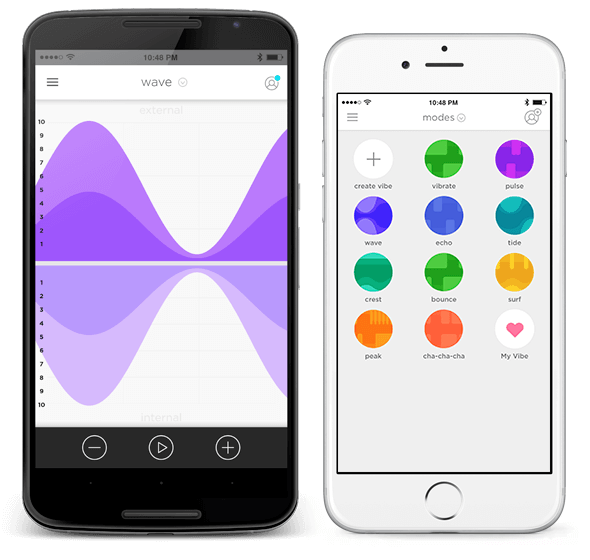 10:48 PM
wave
external
10
9
8
7
6
5
4
3
2
1
1
2
3
4
5
6
7
8
9
10
internal
10:48 PM
modes
create vibe
vibrate
pulse
wave
echo
tide
crest
bounce
surf
peak
cha-cha-cha
My Vibe